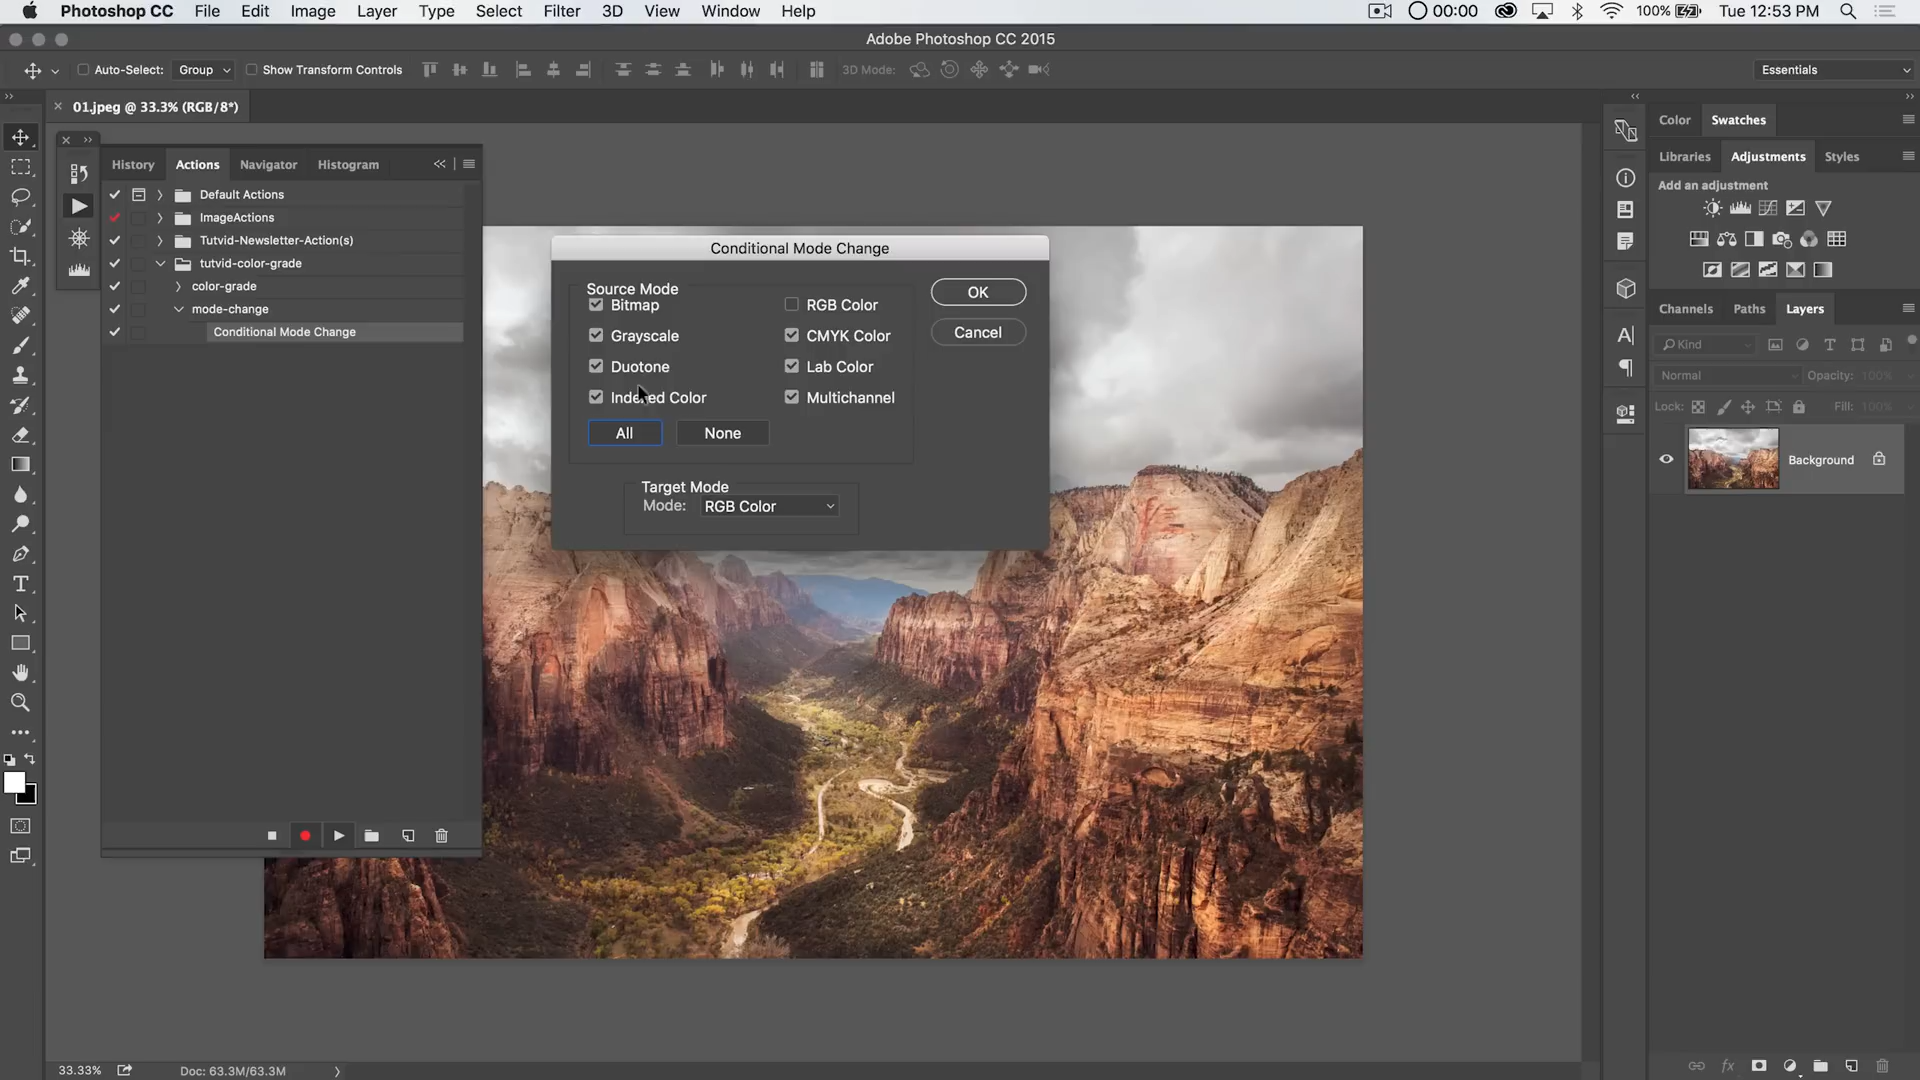 Photoshop CC File Edit Image Layer Type Select Filter 3D View Window Help 00:00 100% Tue 12:53 PM
Adobe Photoshop CC 2015
Auto-Select: Group Show Transform Controls 3D Mode: Essentials
01.jpeg @ 33.3% (RGB/8*)
History Actions Navigator Histogram
Default Actions
ImageActions
Tutvid-Newsletter-Action(s)
tutvid-color-grade
color-grade
mode-change
Conditional Mode Change
Conditional Mode Change
Source Mode
Bitmap RGB Color
Grayscale CMYK Color
Duotone Lab Color
Indexed Color Multichannel
All None
OK
Cancel
Target Mode
Mode: RGB Color
Color Swatches
Libraries Adjustments Styles
Add an adjustment
Channels Paths Layers
Kind
Normal Opacity: 100%
Lock: Fill: 100%
Background
33.33% Doc: 63.3M/63.3M